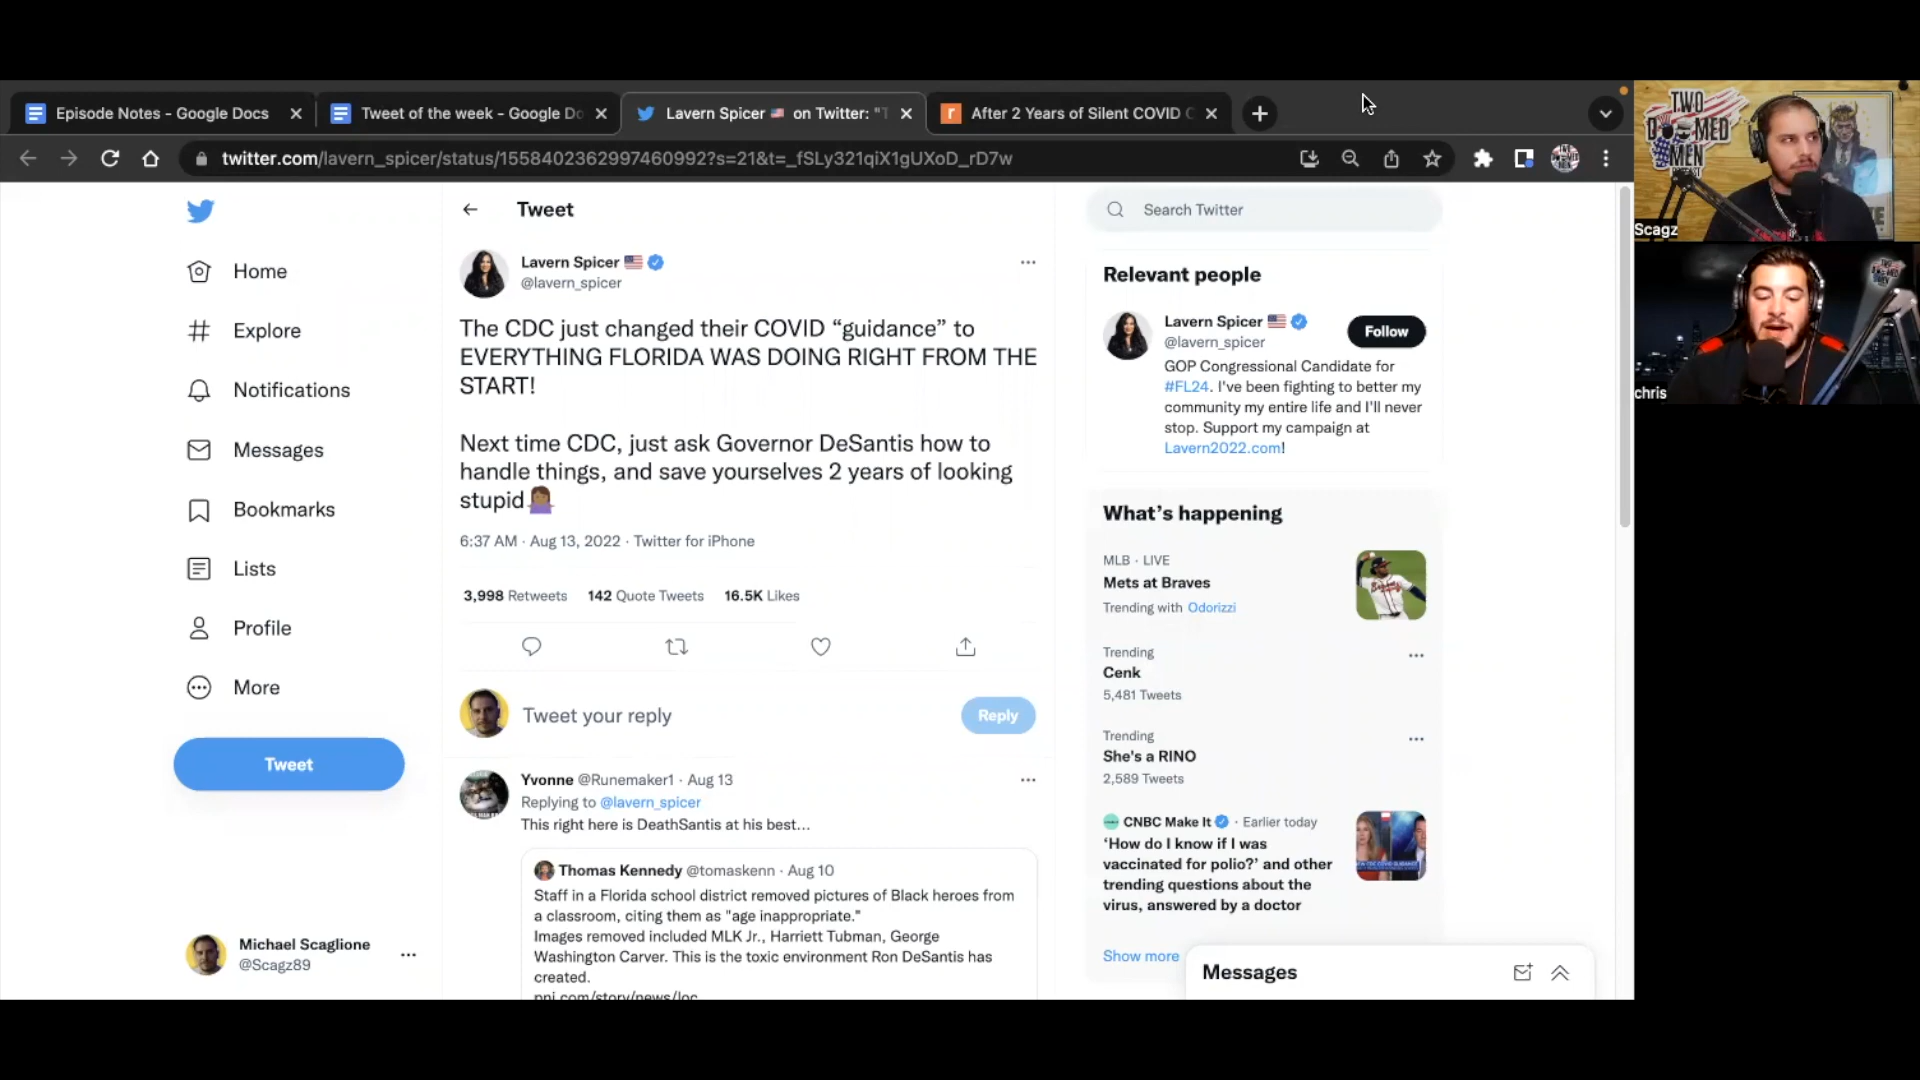 Episode Notes - Google Docs
Tweet of the week - Google Do
Lavern Spicer 🇺🇸 on Twitter: "T
After 2 Years of Silent COVID C
twitter.com/lavern_spicer/status/1558402362997460992?s=21&t=_fSLy321qiX1gUXoD_rD7w
Home
Explore
Notifications
Messages
Bookmarks
Lists
Profile
More
Tweet
Michael Scaglione
@Scagz89
Tweet
Lavern Spicer 🇺🇸
@lavern_spicer
The CDC just changed their COVID “guidance” to
EVERYTHING FLORIDA WAS DOING RIGHT FROM THE
START!
Next time CDC, just ask Governor DeSantis how to
handle things, and save yourselves 2 years of looking
stupid🤷🏾‍♀️
6:37 AM · Aug 13, 2022 · Twitter for iPhone
3,998 Retweets 142 Quote Tweets 16.5K Likes
Tweet your reply
Reply
Yvonne @Runemaker1 · Aug 13
Replying to @lavern_spicer
This right here is DeathSantis at his best...
Thomas Kennedy @tomaskenn · Aug 10
Staff in a Florida school district removed pictures of Black heroes from
a classroom, citing them as "age inappropriate."
Images removed included MLK Jr., Harriett Tubman, George
Washington Carver. This is the toxic environment Ron DeSantis has
created.
pnj.com/story/news/loc...
Search Twitter
Relevant people
Lavern Spicer 🇺🇸
@lavern_spicer
Follow
GOP Congressional Candidate for
#FL24. I've been fighting to better my
community my entire life and I'll never
stop. Support my campaign at
Lavern2022.com!
What’s happening
MLB · LIVE
Mets at Braves
Trending with Odorizzi
Trending
Cenk
5,481 Tweets
Trending
She's a RINO
2,589 Tweets
CNBC Make It · Earlier today
‘How do I know if I was
vaccinated for polio?’ and other
trending questions about the
virus, answered by a doctor
Show more
Messages
TWO
MED
MEN
Scagz
chris